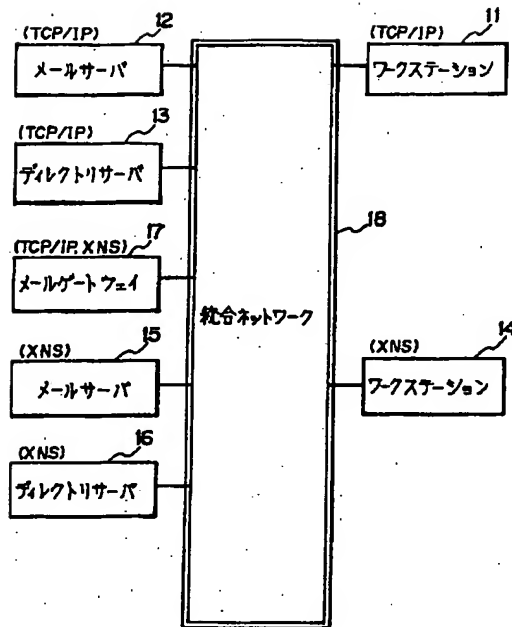 (TCP/IP) 12
メールサーバ
(TCP/IP) 13
ディレクトリサーバ
(TCP/IP, XNS) 17
メールゲートウェイ
(XNS) 15
メールサーバ
(XNS) 16
ディレクトリサーバ
統合ネットワーク
18
(TCP/IP) 11
ワークステーション
(XNS) 14
ワークステーション